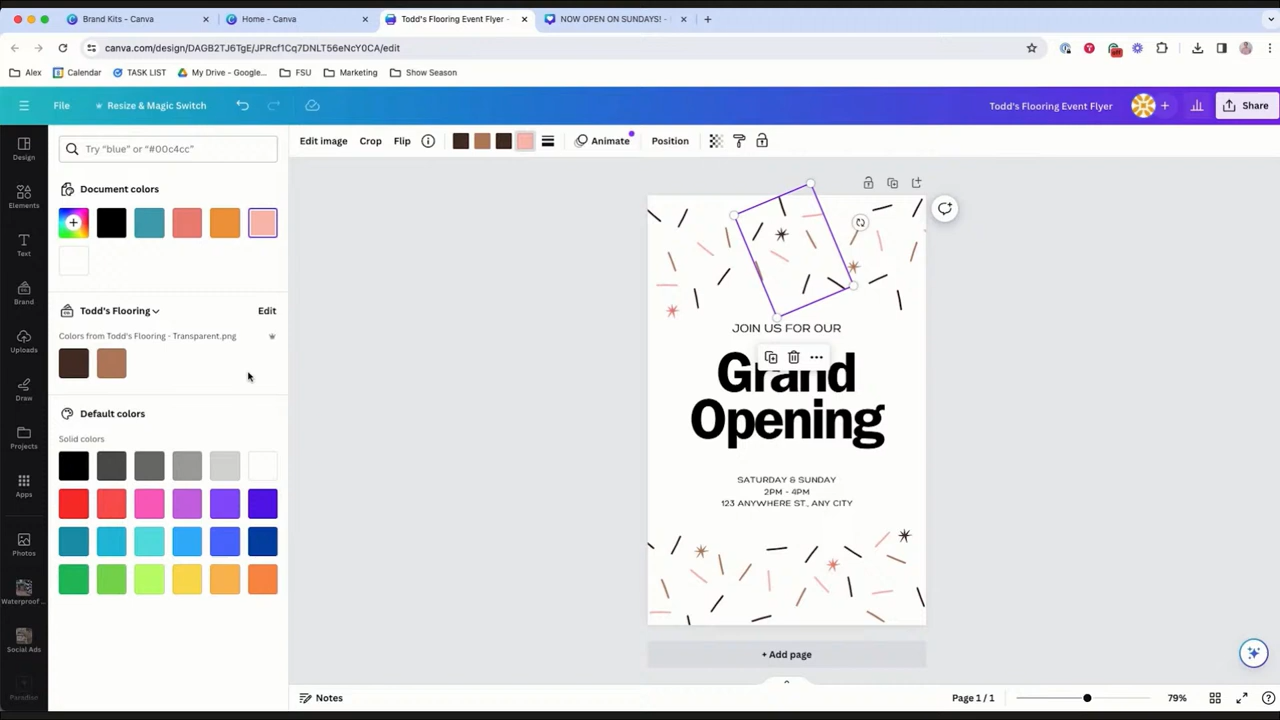 Brand Kits - Canva
Home - Canva
Todd's Flooring Event Flyer -
NOW OPEN ON SUNDAYS! -
canva.com/design/DAGB2TJ6TgE/JPRcf1Cq7DNLT56eNcY0CA/edit
Alex
Calendar
TASK LIST
My Drive - Google...
FSU
Marketing
Show Season
File
Resize & Magic Switch
Todd's Flooring Event Flyer
Share
Design
Elements
Text
Brand
Uploads
Draw
Projects
Apps
Photos
Waterproof ...
Social Ads
Paradise
Try "blue" or "#00c4cc"
Document colors
Todd's Flooring
Edit
Colors from Todd's Flooring - Transparent.png
Default colors
Solid colors
Edit image
Crop
Flip
Animate
Position
JOIN US FOR OUR
Grand
Opening
SATURDAY & SUNDAY
2PM - 4PM
123 ANYWHERE ST., ANY CITY
+ Add page
Notes
Page 1 / 1
79%